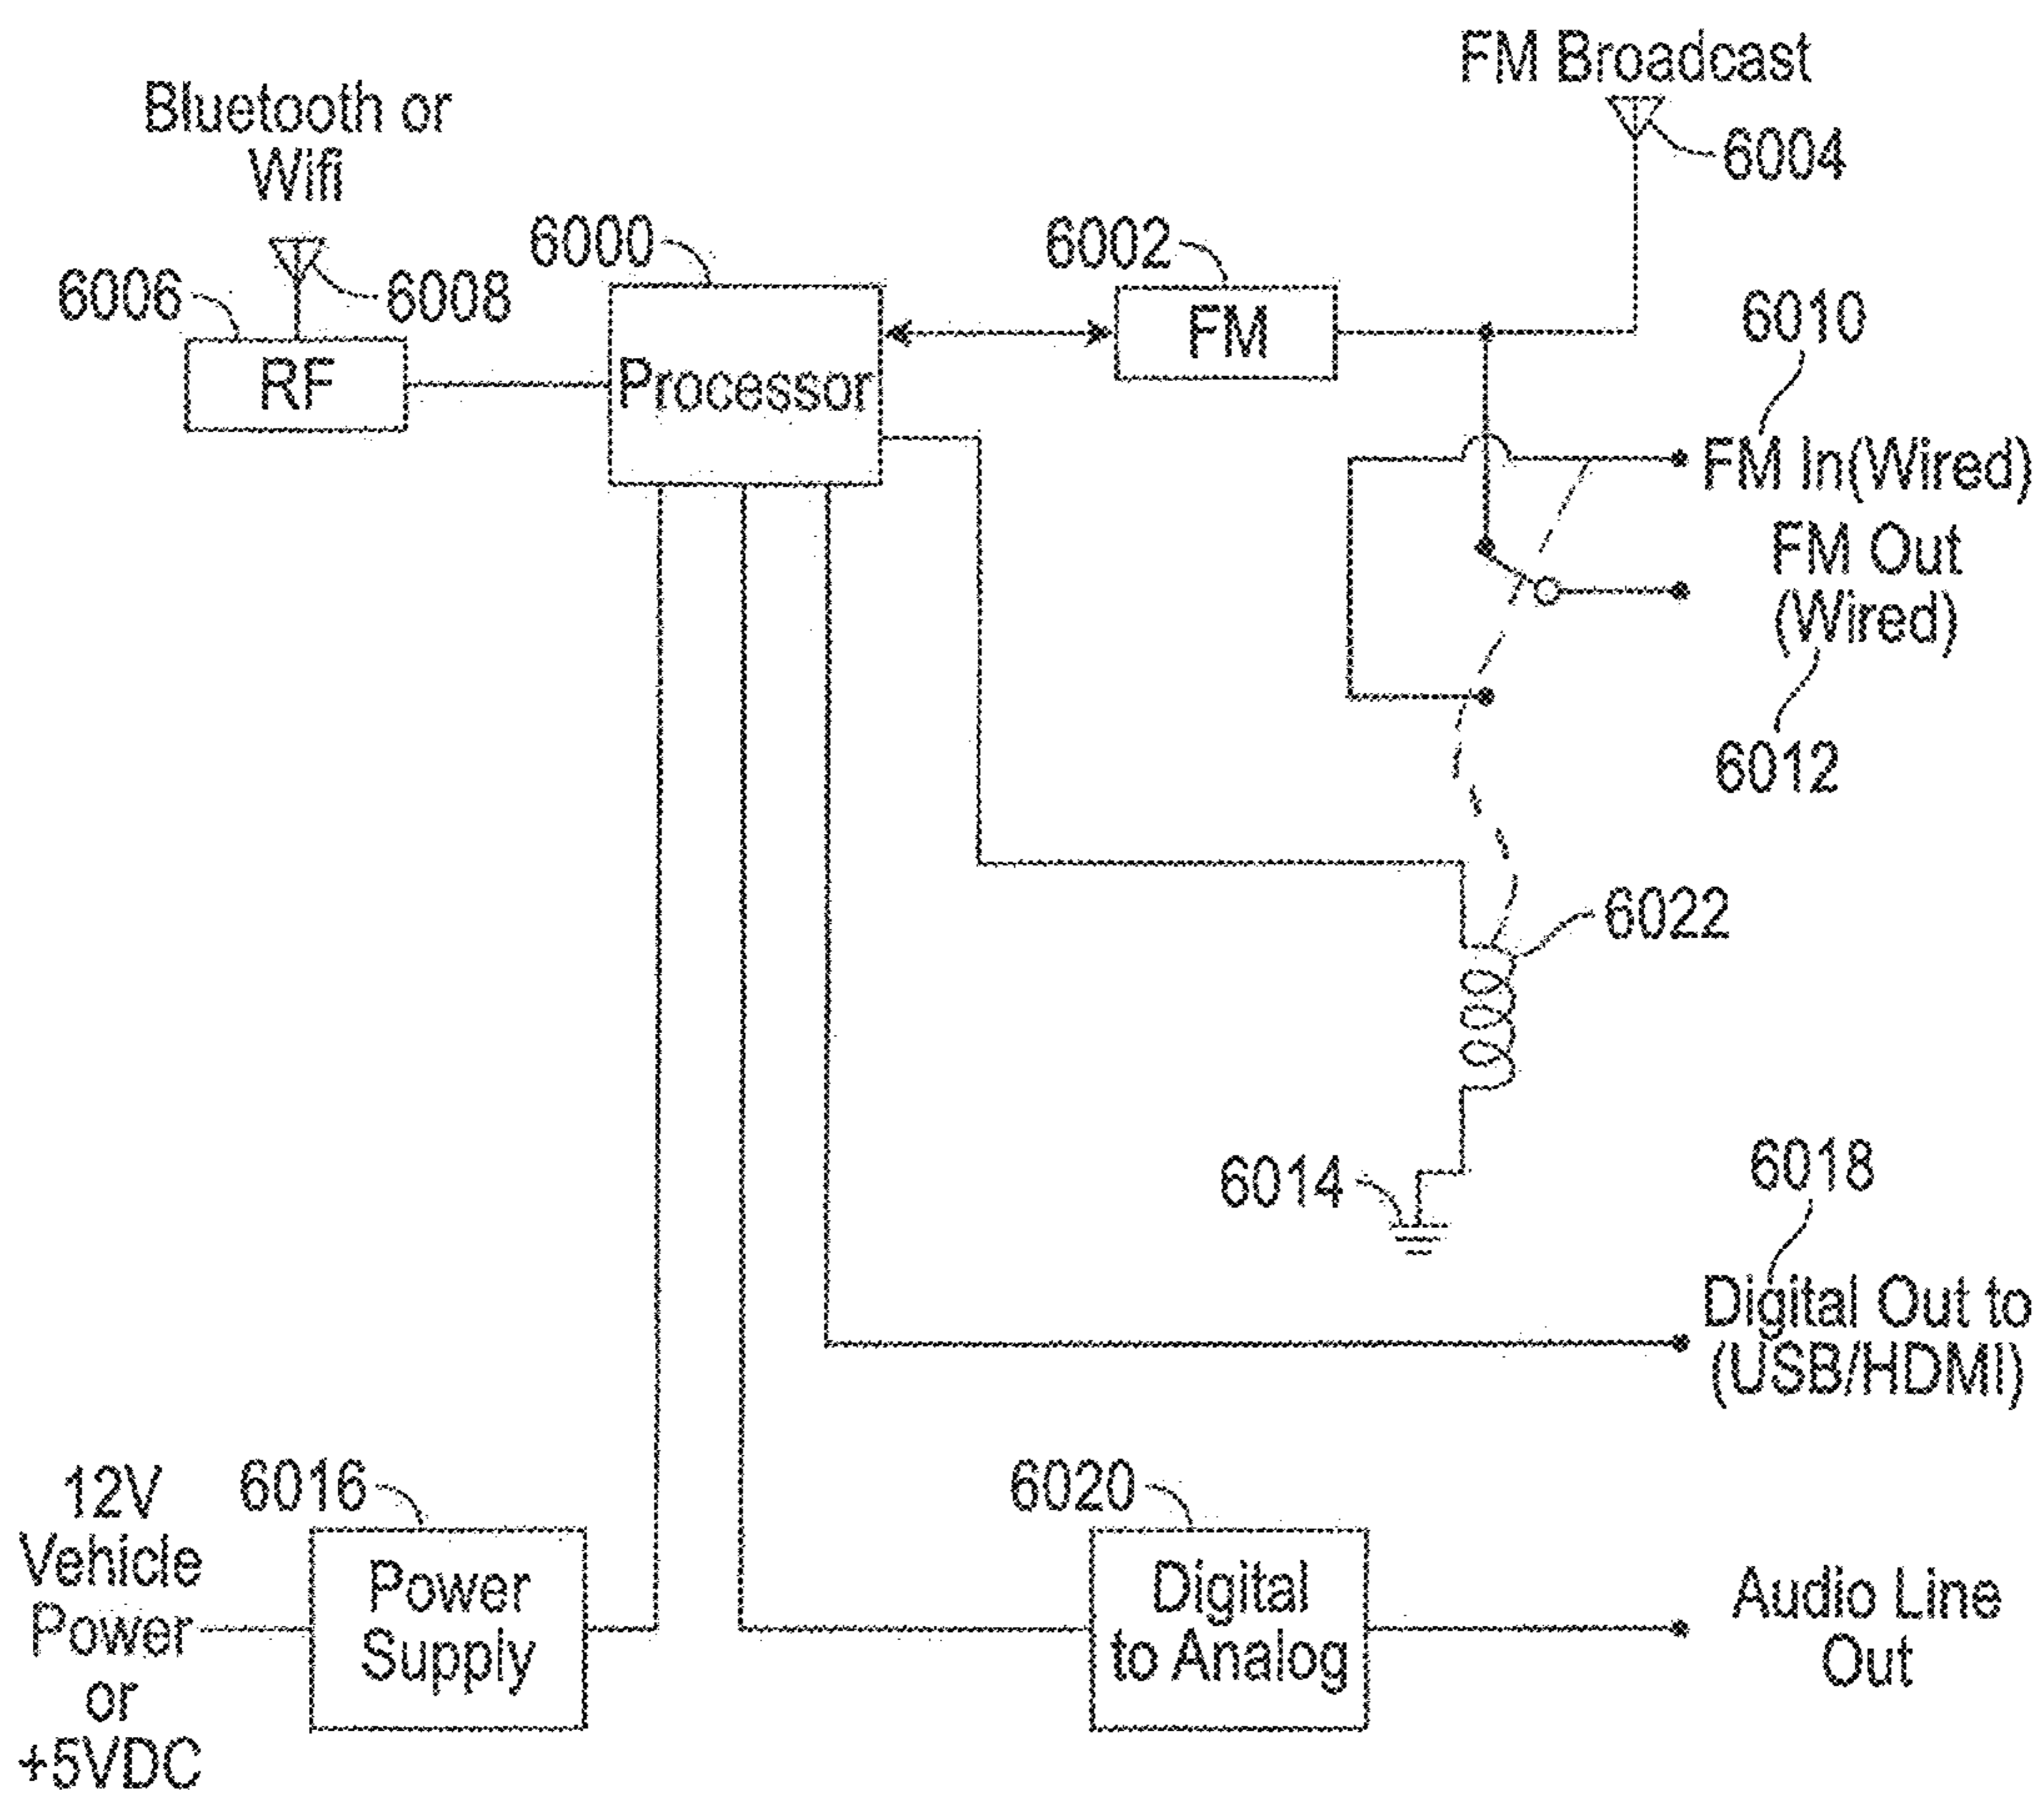 FM Broadcast
6004
Bluetooth or
Wifi
6006
6008
6000
Processor
6002
FM
RF
6010
FM In(Wired)
FM Out
(Wired)
6012
6022
6014
6018
Digital Out to
(USB/HDMI)
12V
Vehicle
Power
or
+5VDC
6016
Power
Supply
6020
Digital
to Analog
Audio Line
Out